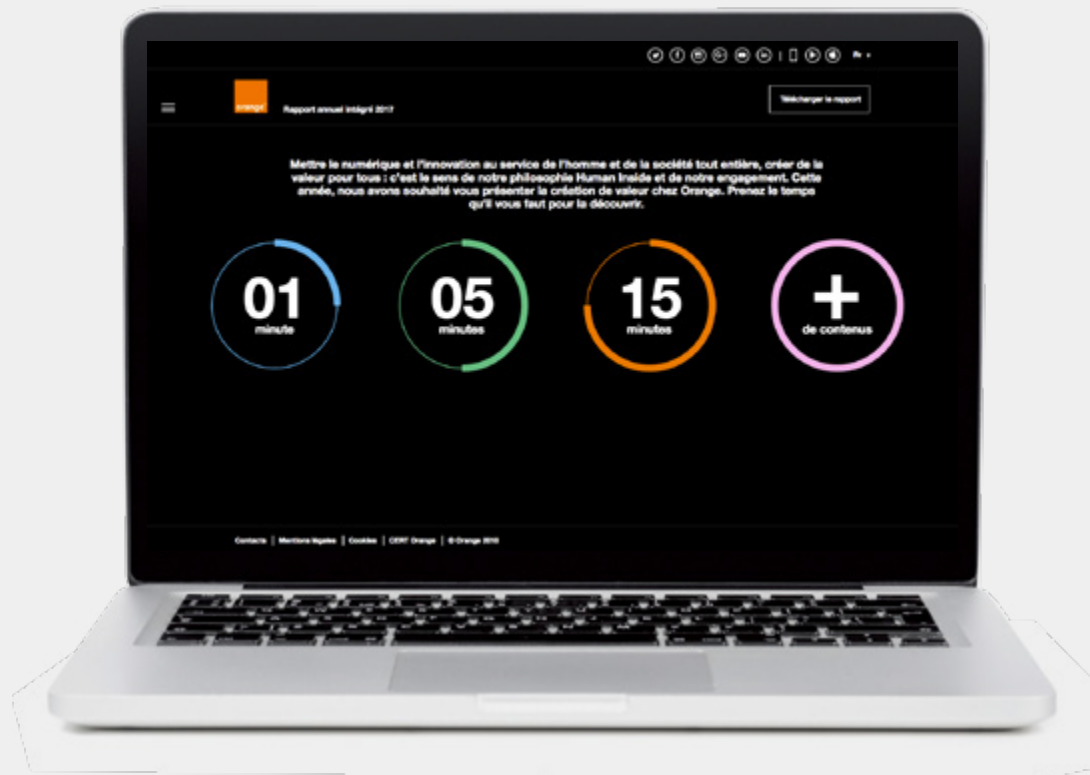 Fr
orange
Rapport annuel intégré 2017
Télécharger le rapport
Mettre le numérique et l'innovation au service de l'homme et de la société tout entière, créer de la
valeur pour tous : c'est le sens de notre philosophie Human Inside et de notre engagement. Cette
année, nous avons souhaité vous présenter la création de valeur chez Orange. Prenez le temps
qu'il vous faut pour la découvrir.
01
minute
05
minutes
15
minutes
+
de contenus
Contacts | Mentions légales | Cookies | CERT Orange | © Orange 2018